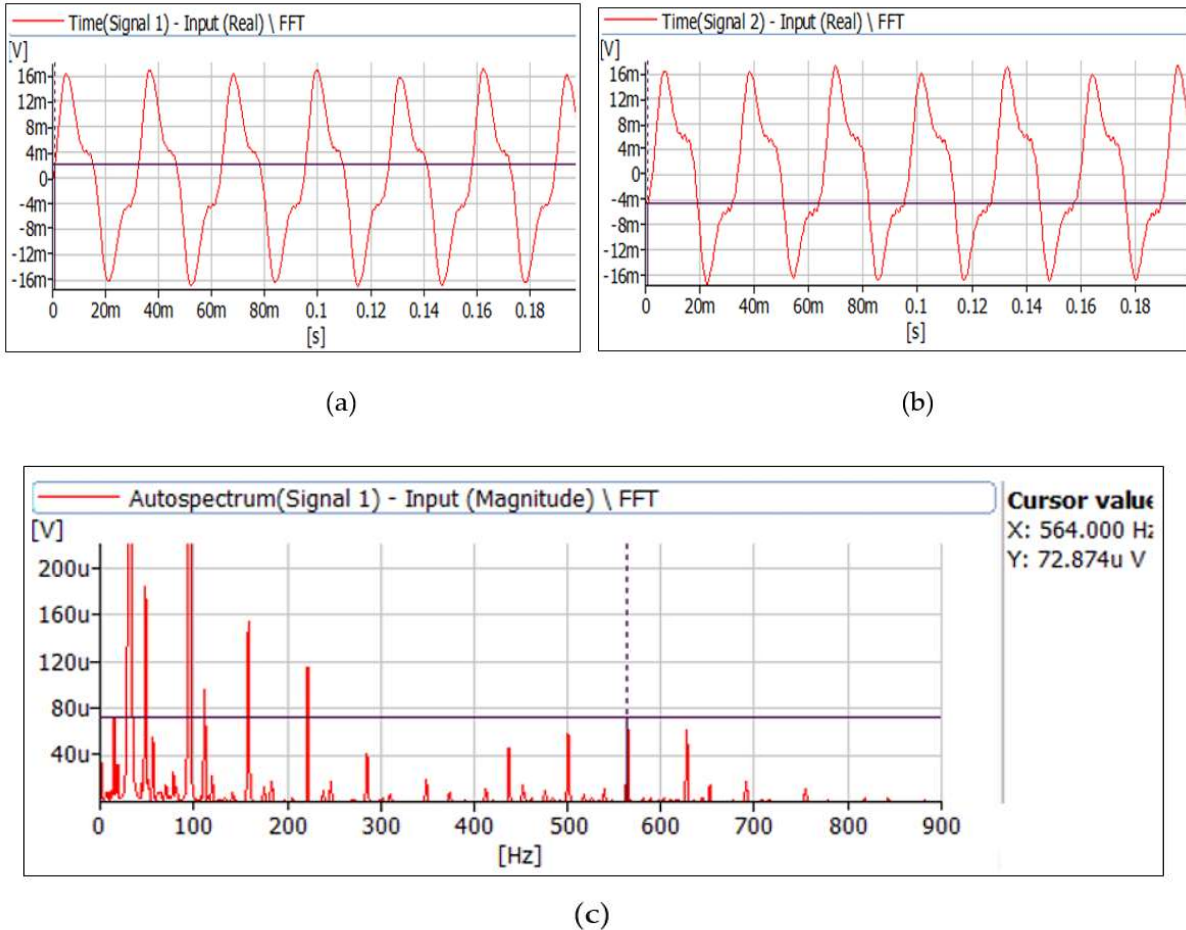 Time(Signal 1) - Input (Real) \ FFT
[V]
16m
12m
8m
4m
0
-4m
-8m
-12m
-16m
0 20m 40m 60m 80m 0.1 0.12 0.14 0.16 0.18
[s]
(a)
Time(Signal 2) - Input (Real) \ FFT
[V]
16m
12m
8m
4m
0
-4m
-8m
-12m
-16m
0 20m 40m 60m 80m 0.1 0.12 0.14 0.16 0.18
[s]
(b)
Autospectrum(Signal 1) - Input (Magnitude) \ FFT
[V]
200u
160u
120u
80u
40u
0 100 200 300 400 500 600 700 800 900
[Hz]
Cursor value
X: 564.000 Hz
Y: 72.874u V
(c)